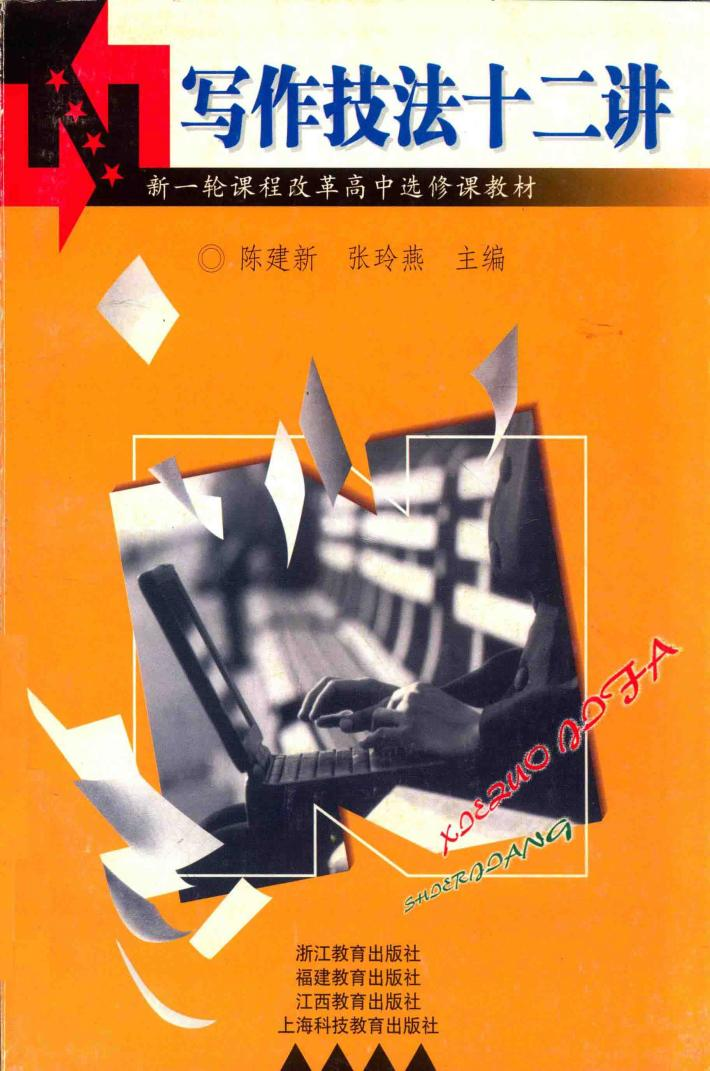 写作技法十二讲
新一轮课程改革高中选修课教材
◎ 陈建新 张玲燕 主编
XIEZUO JIFA
SHIERJIANG
浙江教育出版社
福建教育出版社
江西教育出版社
上海科技教育出版社